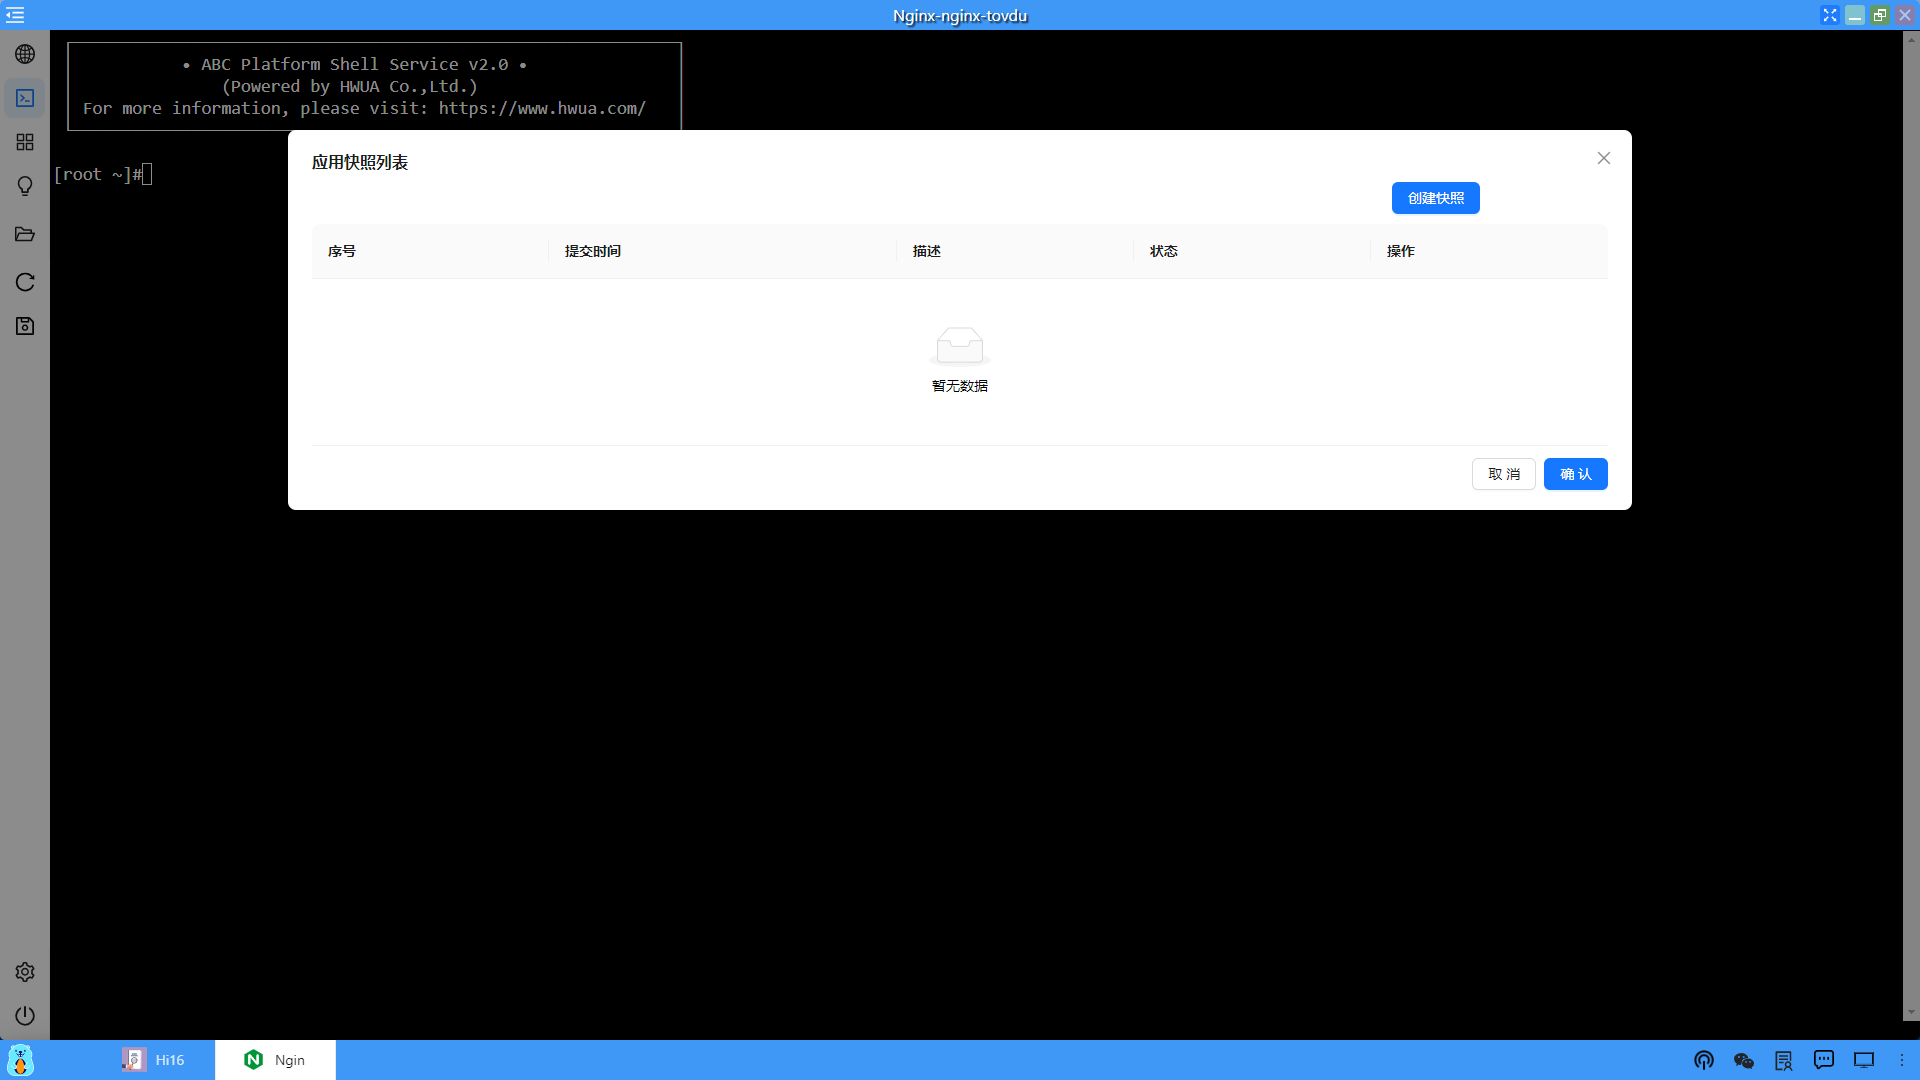 Nginx-nginx-tovdu
• ABC Platform Shell Service v2.0 •
(Powered by HWUA Co.,Ltd.)
For more information, please visit: https://www.hwua.com/
[root ~]#
应用快照列表
创建快照
序号 提交时间 描述 状态 操作
暂无数据
取 消 确 认
Hi16 Ngin